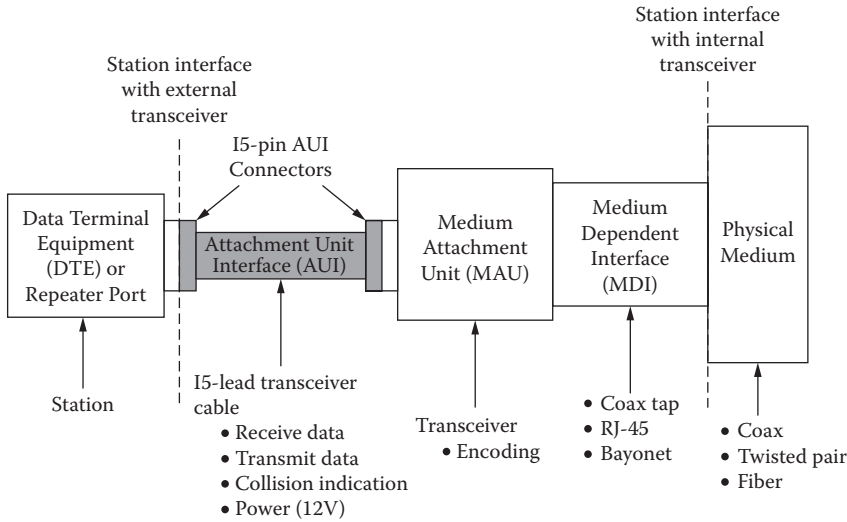 Station interface
with external
transceiver
Station interface
with internal
transceiver
I5-pin AUI
Connectors
Data Terminal
Equipment
(DTE) or
Repeater Port
Attachment Unit
Interface (AUI)
Medium
Attachment
Unit (MAU)
Medium
Dependent
Interface
(MDI)
Physical
Medium
Station
I5-lead transceiver
cable
• Receive data
• Transmit data
• Collision indication
• Power (12V)
Transceiver
• Encoding
• Coax tap
• RJ-45
• Bayonet
• Coax
• Twisted pair
• Fiber